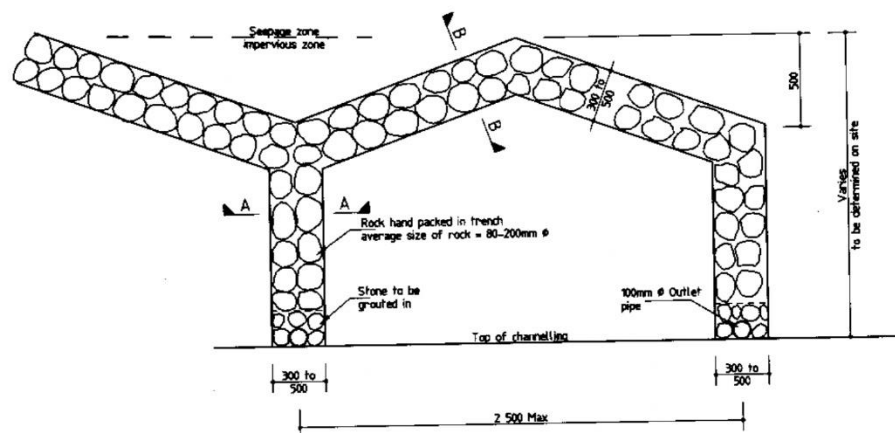 Seepage zone
impervious zone
B
B
300 to
500
500
Varies
to be determined on site
A
A
Rock hand packed in trench
average size of rock = 80-200mm ø
Stone to be
grouted in
100mm ø Outlet
pipe
Top of channelling
300 to
500
300 to
500
2 500 Max